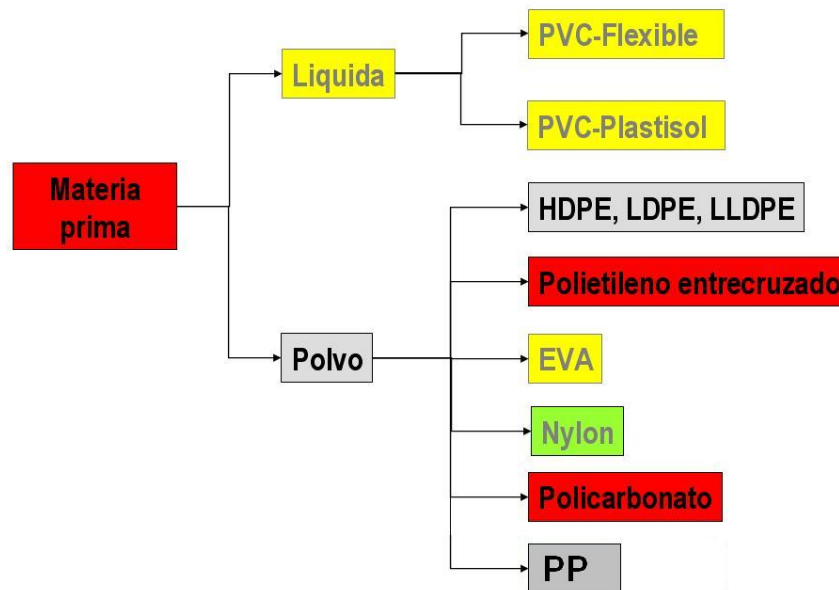 PVC-Flexible
Liquida
PVC-Plastisol
Materia
prima
HDPE, LDPE, LLDPE
Polietileno entrecruzado
Polvo
EVA
Nylon
Policarbonato
PP